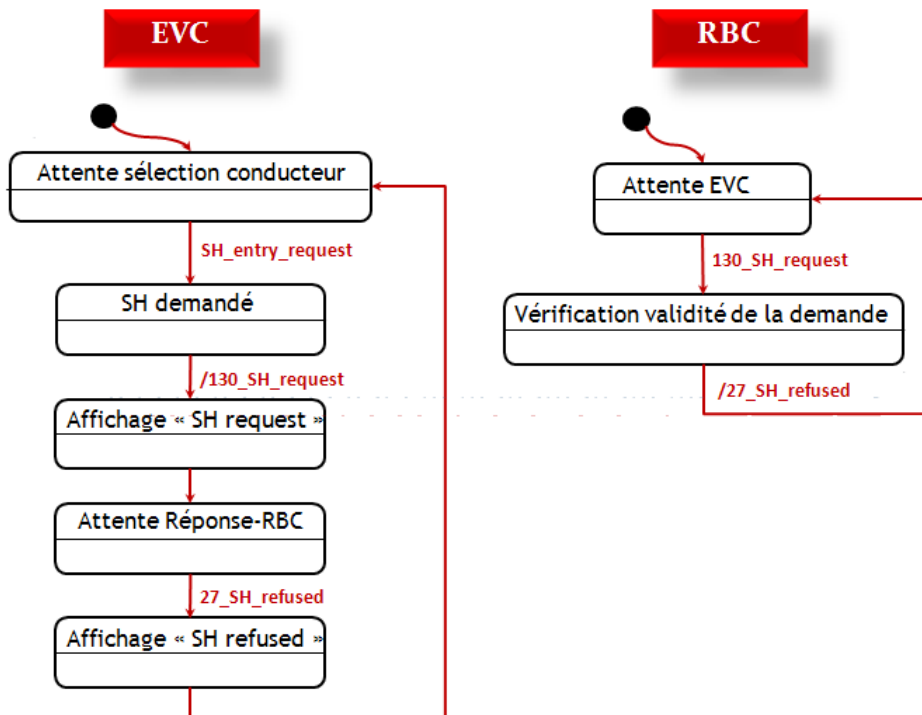 EVC
Attente sélection conducteur
SH_entry_request
SH demandé
/130_SH_request
Affichage « SH request »
Attente Réponse-RBC
27_SH_refused
Affichage « SH refused »
RBC
Attente EVC
130_SH_request
Vérification validité de la demande
/27_SH_refused